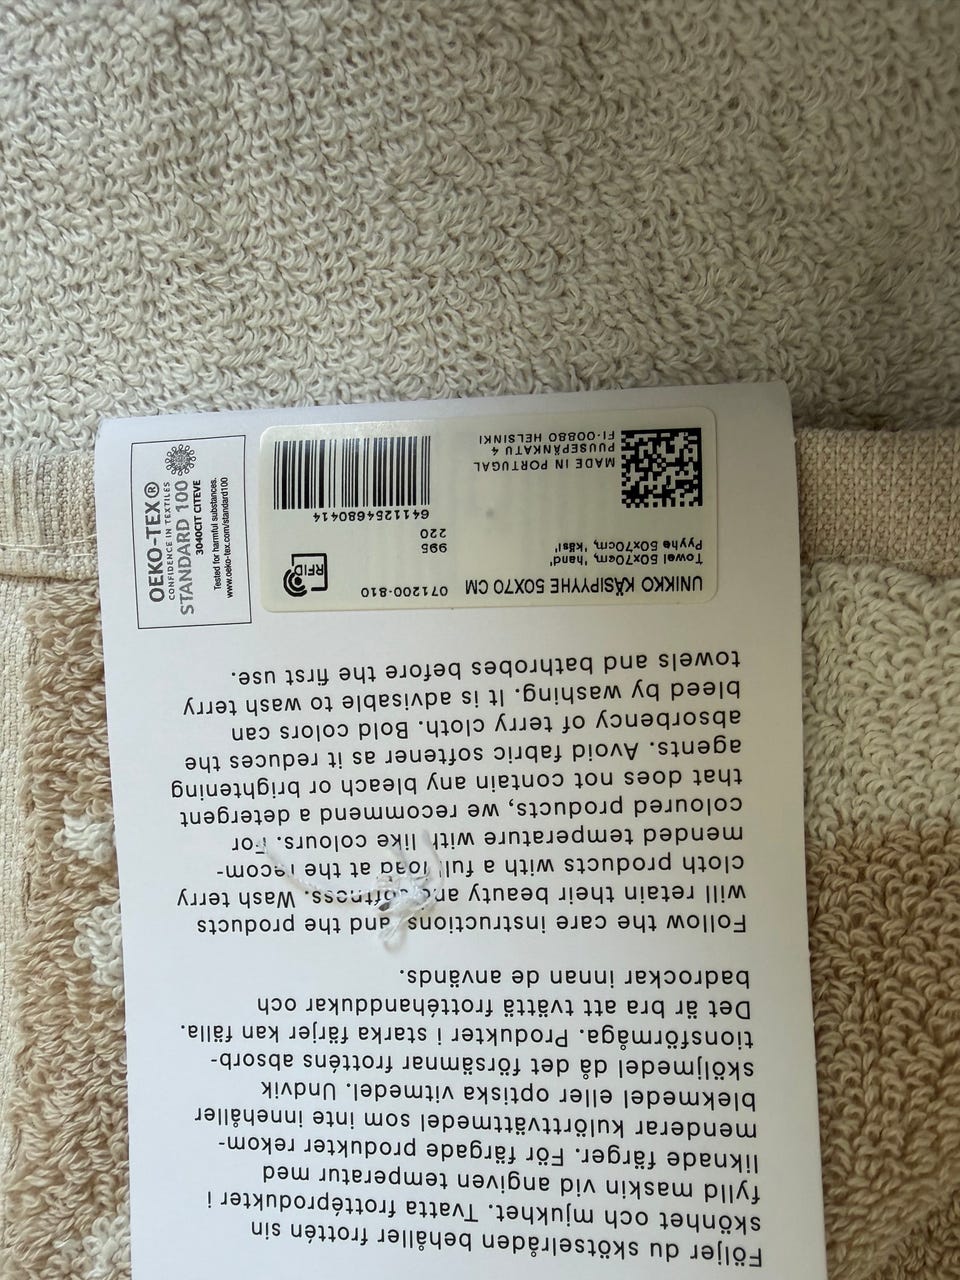 Följer du skötselråden behåller frottén sin
skönhet och mjukhet. Tvatta frottéprodukter i
fylld maskin vid angiven temperatur med
liknade färger. För färgade produkter rekom-
menderar kulörttvättmedel som inte innehåller
blekmedel eller optiska vitmedel. Undvik
sköljmedel då det försämnar frotténs absorb-
tionsförmåga. Produkter i starka färjer kan fälla.
Det är bra att tvättä frottéhanddukar och
badrockar innan de används.
Follow the care instructions and the products
will retain their beauty and softness. Wash terry
cloth products with a full load at the recom-
mended temperature with like colours. For
coloured products, we recommend a detergent
that does not contain any bleach or brightening
agents. Avoid fabric softener as it reduces the
absorbency of terry cloth. Bold colors can
bleed by washing. It is advisable to wash terry
towels and bathrobes before the first use.
UNIKKO KÄSIPYYHE 50X70 CM
071200-810
Towel 50x70cm, 'hand'
Pyyhe 50x70cm, 'käsi'
995
220
RFID
6411254680414
MADE IN PORTUGAL
PUUSEPÄNKATU 4
FI-00880 HELSINKI
OEKO-TEX®
CONFIDENCE IN TEXTILES
STANDARD 100
3040CIT CITEVE
Tested for harmful substances.
www.oeko-tex.com/standard100